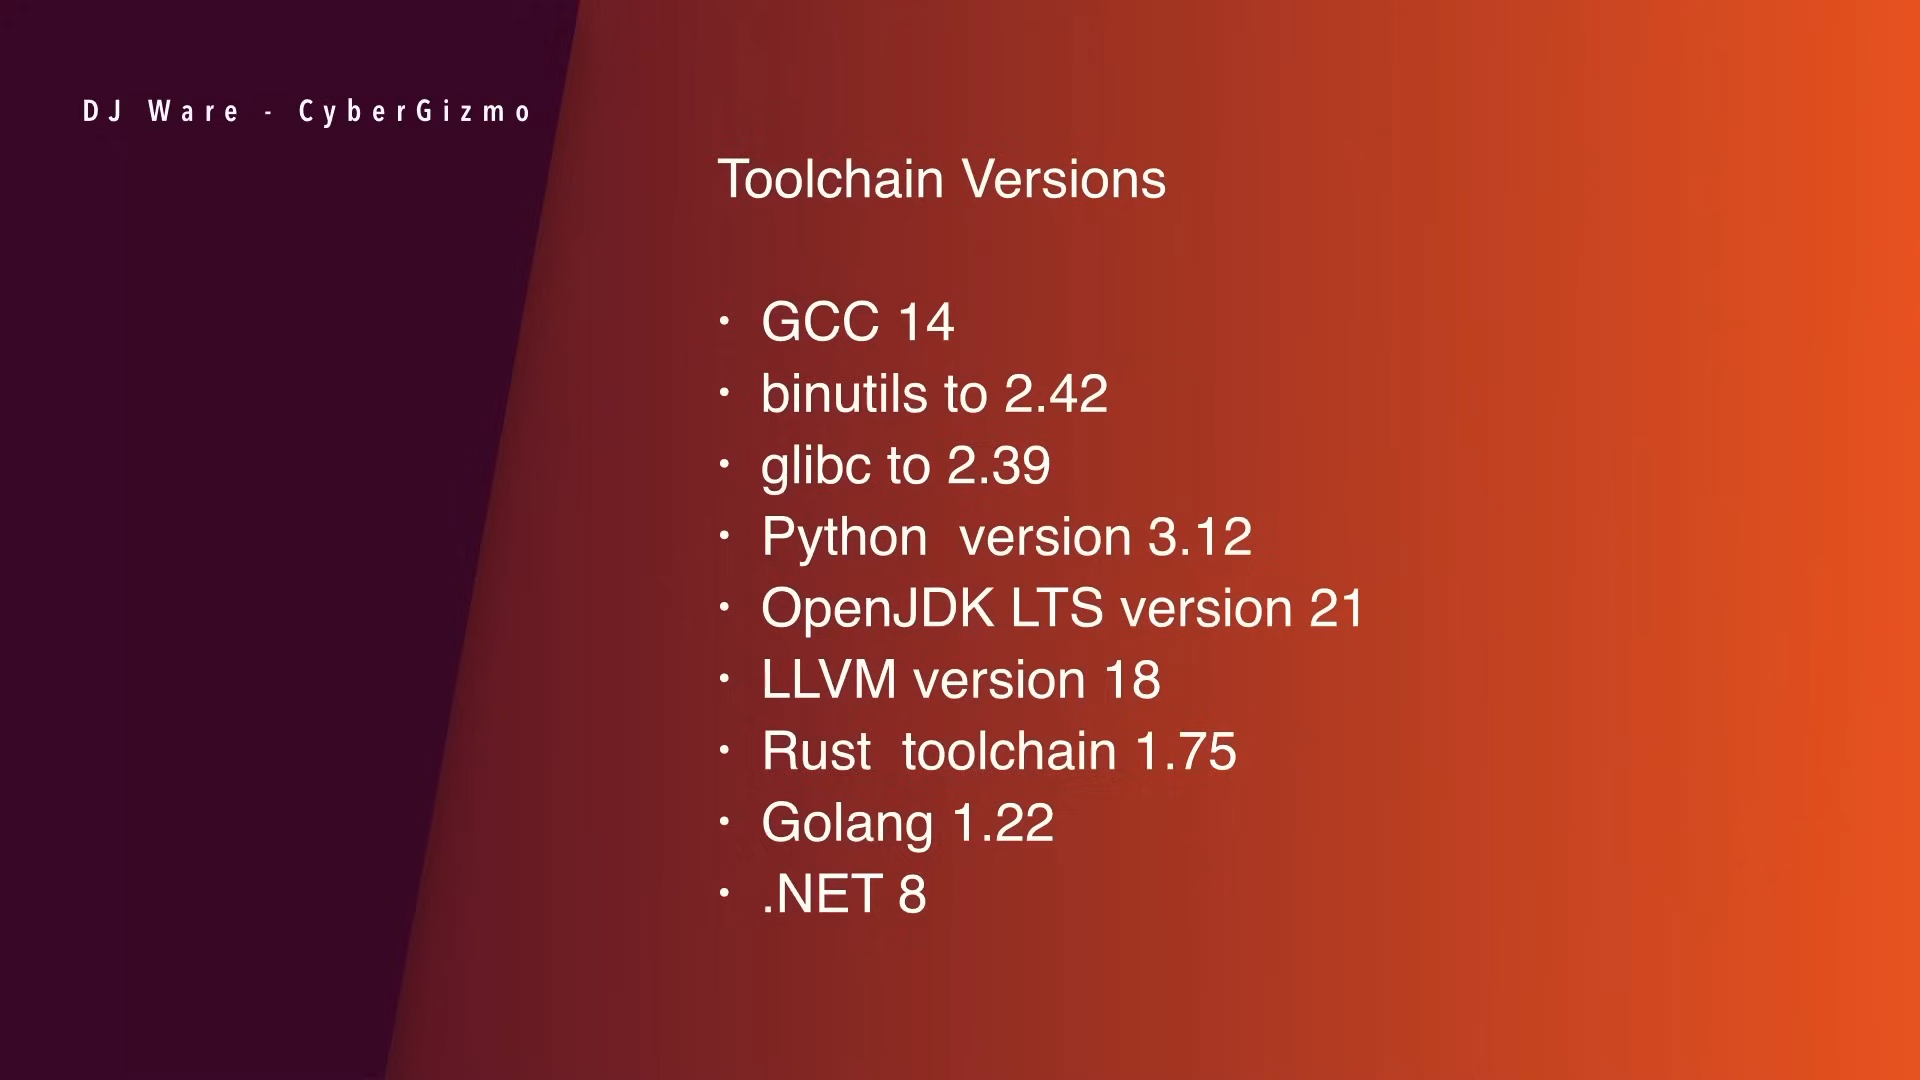 DJ Ware - CyberGizmo
Toolchain Versions
• GCC 14
• binutils to 2.42
• glibc to 2.39
• Python  version 3.12
• OpenJDK LTS version 21
• LLVM version 18
• Rust  toolchain 1.75
• Golang 1.22
• .NET 8